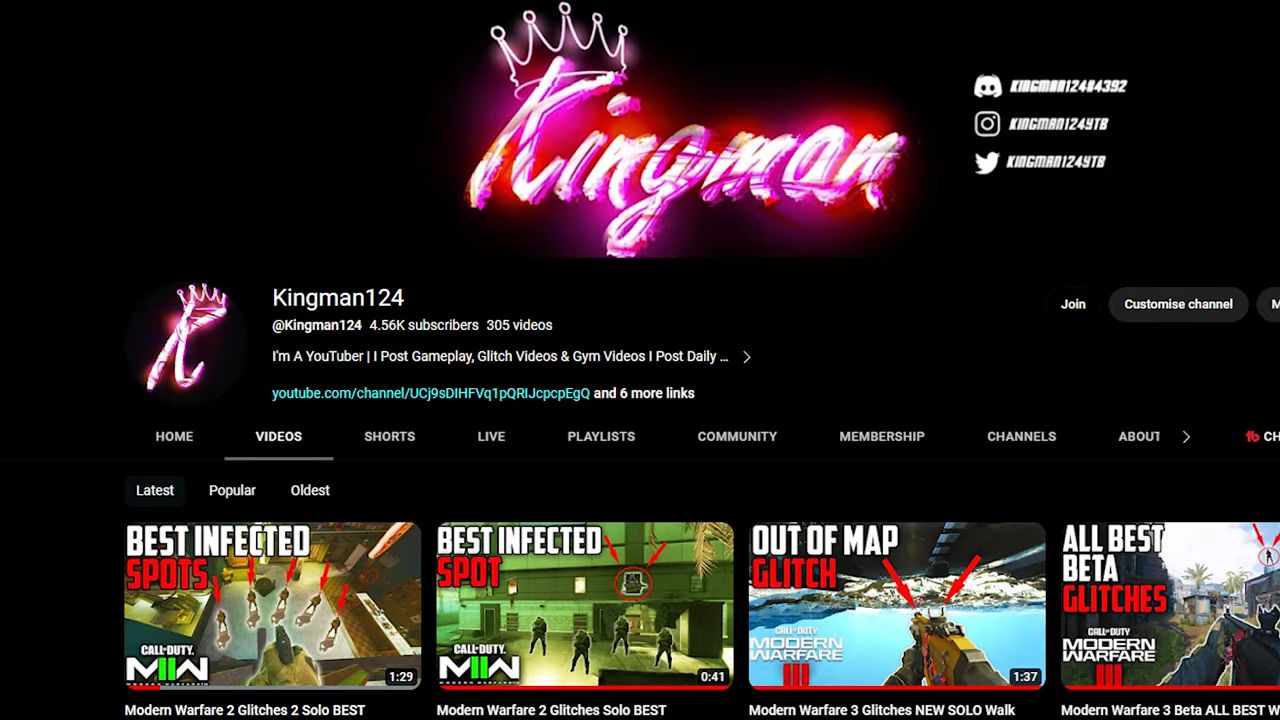 Kingman
KINGMAN124#4392
KINGMAN124YTB
KINGMAN124YTB
K
Kingman124
@Kingman124 4.56K subscribers 305 videos
I'm A YouTuber | I Post Gameplay, Glitch Videos & Gym Videos I Post Daily ...
youtube.com/channel/UCj9sDIHFVq1pQRIJcpcpEgQ and 6 more links
Join
Customise channel
M
HOME VIDEOS SHORTS LIVE PLAYLISTS COMMUNITY MEMBERSHIP CHANNELS ABOUT CH
Latest Popular Oldest
BEST INFECTED
SPOTS
CALL OF DUTY
MWII
1:29
BEST INFECTED
SPOT
CALL OF DUTY
MWII
0:41
OUT OF MAP
GLITCH
CALL OF DUTY
MODERN
WARFARE
III
1:37
ALL BEST
BETA
GLITCHES
CALL OF DUTY
MODERN
WARFARE
III
Modern Warfare 2 Glitches 2 Solo BEST
Modern Warfare 2 Glitches Solo BEST
Modern Warfare 3 Glitches NEW SOLO Walk
Modern Warfare 3 Beta ALL BEST W